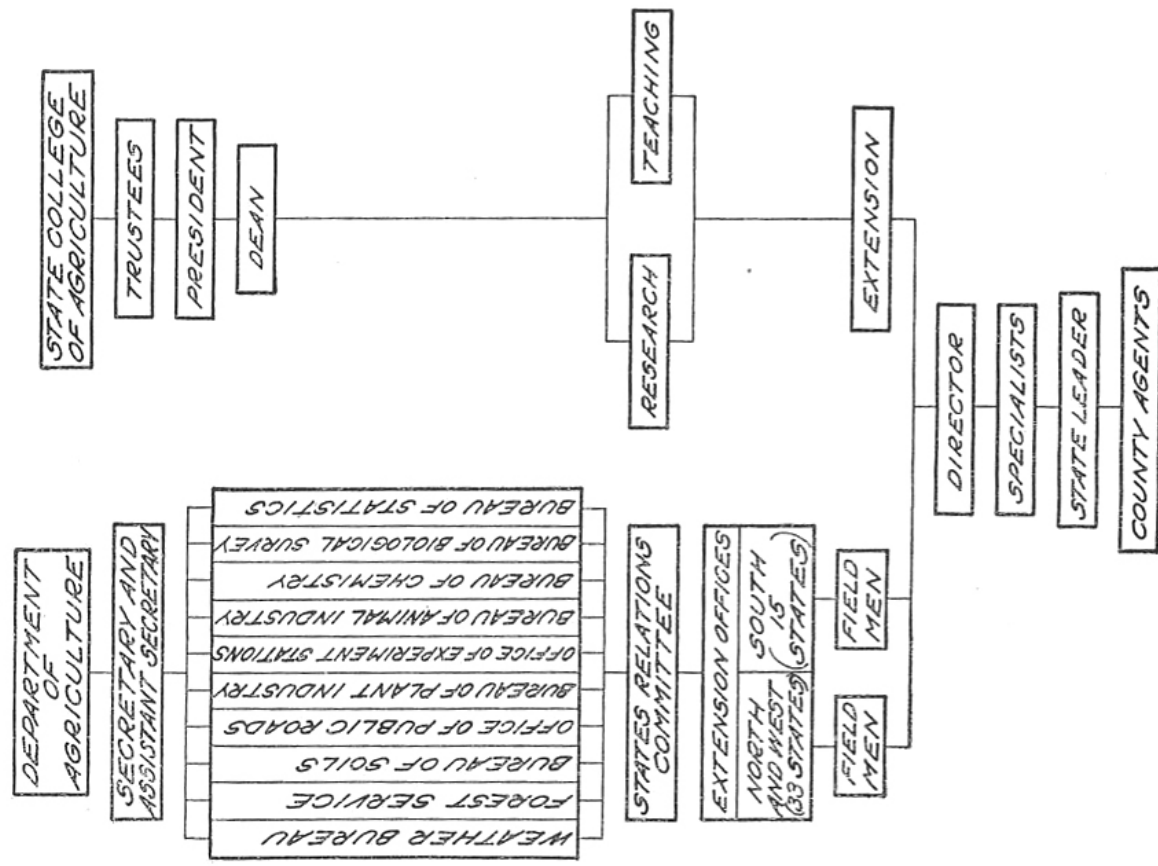 DEPARTMENT
OF
AGRICULTURE
SECRETARY AND
ASSISTANT SECRETARY
WEATHER BUREAU
FOREST SERVICE
BUREAU OF SOILS
OFFICE OF PUBLIC ROADS
BUREAU OF PLANT INDUSTRY
OFFICE OF EXPERIMENT STATIONS
BUREAU OF ANIMAL INDUSTRY
BUREAU OF CHEMISTRY
BUREAU OF BIOLOGICAL SURVEY
BUREAU OF STATISTICS
STATES RELATIONS
COMMITTEE
EXTENSION OFFICES
NORTH
AND WEST
(33 STATES)
SOUTH
(15
STATES)
FIELD
MEN
FIELD
MEN
STATE COLLEGE
OF AGRICULTURE
TRUSTEES
PRESIDENT
DEAN
RESEARCH
TEACHING
EXTENSION
DIRECTOR
SPECIALISTS
STATE LEADER
COUNTY AGENTS